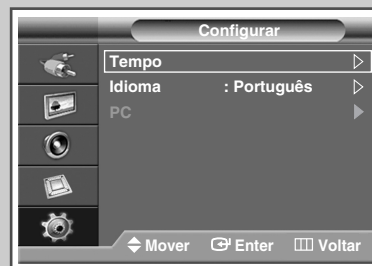 Configurar
Tempo
Idioma : Português
PC
Mover Enter Voltar